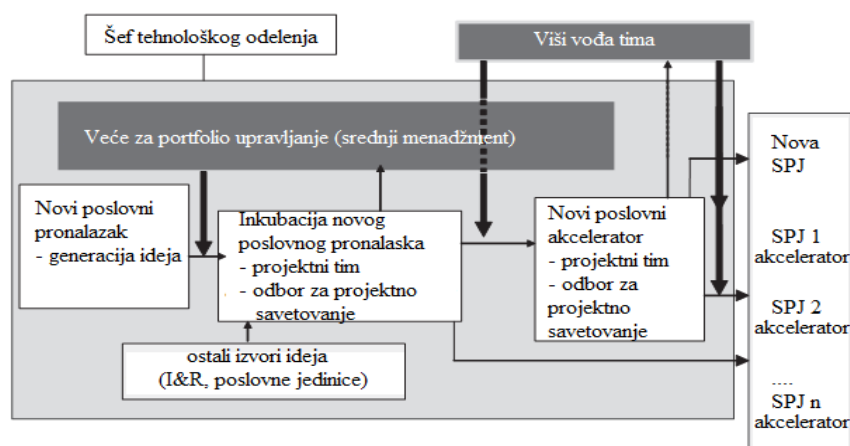 Šef tehnološkog odelenja
Viši vođa tima
Veće za portfolio upravljanje (srednji menadžment)
Novi poslovni
pronalazak
- generacija ideja
Inkubacija novog
poslovnog pronalaska
- projektni tim
- odbor za projektno
savetovanje
ostali izvori ideja
(I&R, poslovne jedinice)
Novi poslovni
akcelerator
- projektni tim
- odbor za
projektno
savetovanje
Nova
SPJ
SPJ 1
akcelerator
SPJ 2
akcelerator
....
SPJ n
akcelerator